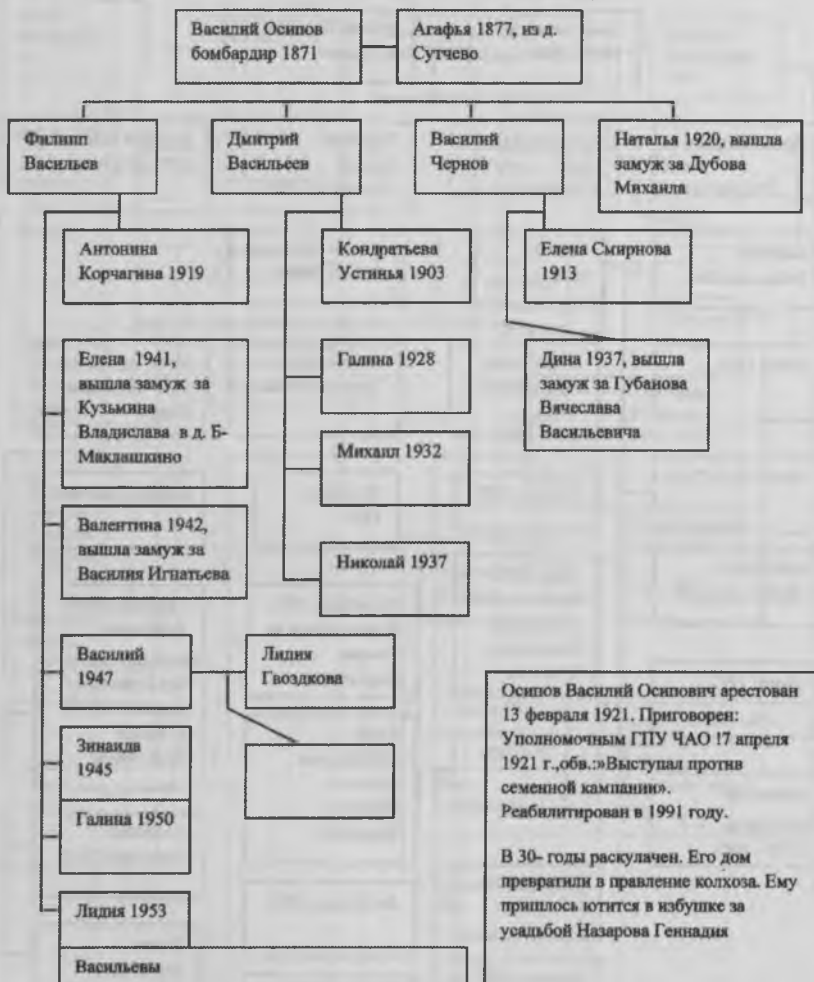 Василий Осипов
бомбардир 1871
Агафья 1877, из д.
Сутчево
Филипп
Васильев
Дмитрий
Васильеев
Василий
Чернов
Наталья 1920, вышла
замуж за Дубова
Михаила
Антонина
Корчагина 1919
Кондратьева
Устинья 1903
Елена Смирнова
1913
Елена 1941,
вышла замуж за
Кузьмина
Владислава в д. Б-
Маклашкино
Галина 1928
Дина 1937, вышла
замуж за Губанова
Вячеслава
Васильевича
Михаил 1932
Валентина 1942,
вышла замуж за
Василия Игнатьева
Николай 1937
Василий
1947
Лидия
Гвоздкова
Зинаида
1945
Галина 1950
Лидия 1953
Васильевы
Осипов Василий Осипович арестован
13 февраля 1921. Приговорен:
Уполномочным ГПУ ЧАО !7 апреля
1921 г.,обв.:»Выступал против
семенной кампании».
Реабилитирован в 1991 году.
В 30- годы раскулачен. Его дом
превратили в правление колхоза. Ему
пришлось ютится в избушке за
усадьбой Назарова Геннадия